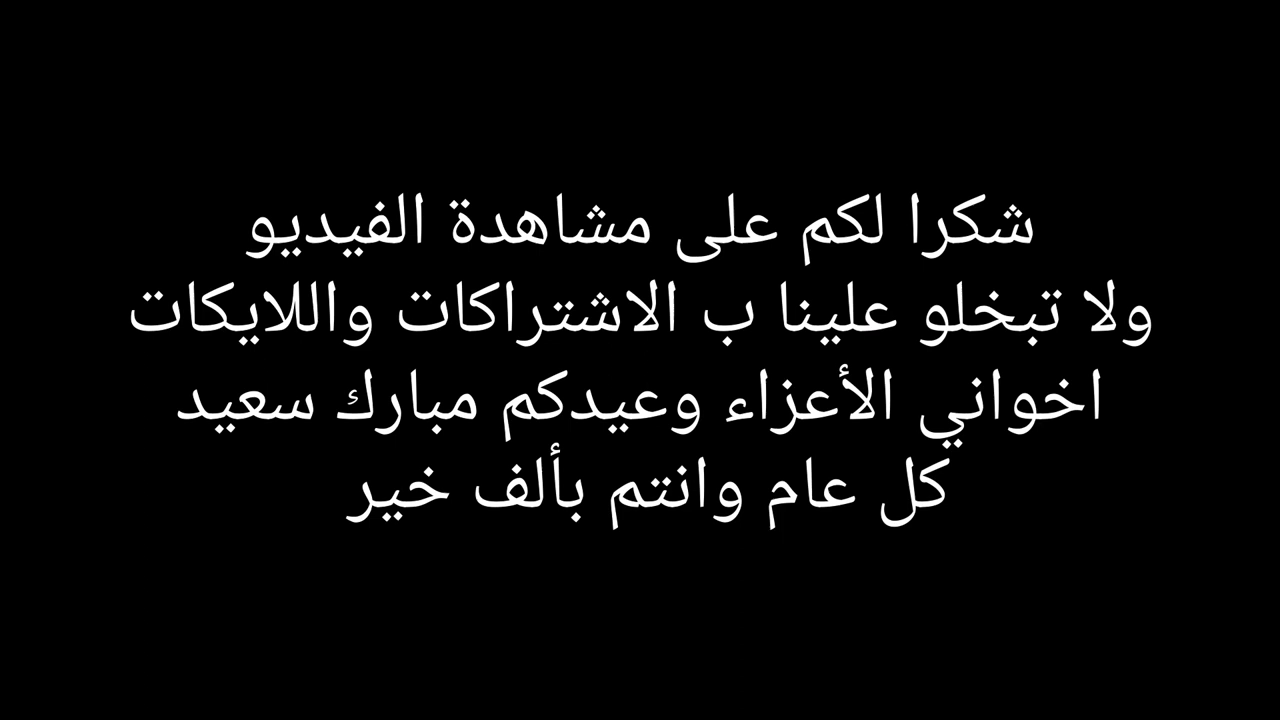 شكرا لكم على مشاهدة الفيديو
ولا تبخلو علينا ب الاشتراكات واللايكات
اخواني الأعزاء وعيدكم مبارك سعيد
كل عام وانتم بألف خير